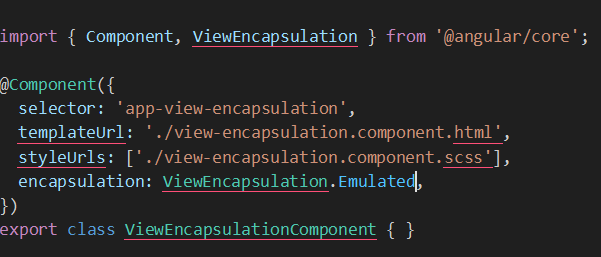 import { Component, ViewEncapsulation } from '@angular/core';
@Component({
selector: 'app-view-encapsulation',
templateUrl: './view-encapsulation.component.html',
styleUrls: ['./view-encapsulation.component.scss'],
encapsulation: ViewEncapsulation.Emulated,
})
export class ViewEncapsulationComponent { }